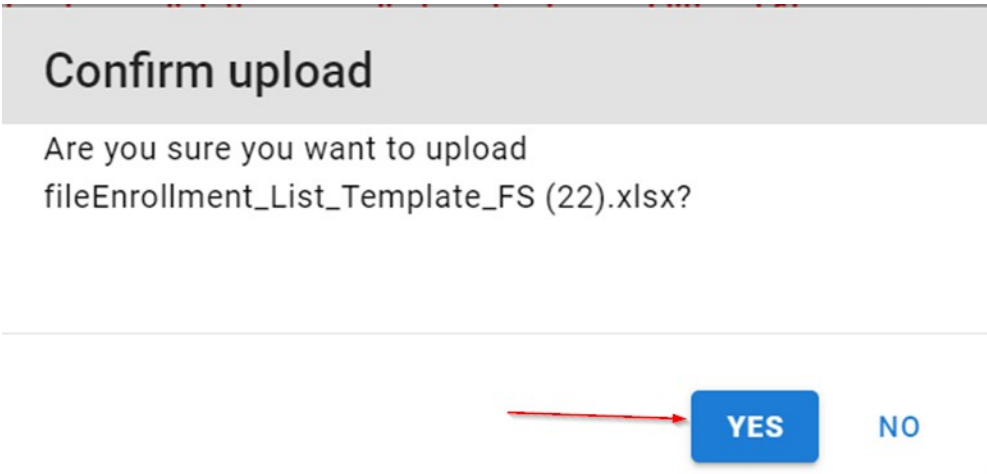 Confirm upload
Are you sure you want to upload
fileEnrollment_List_Template_FS (22).xlsx?
YES
NO